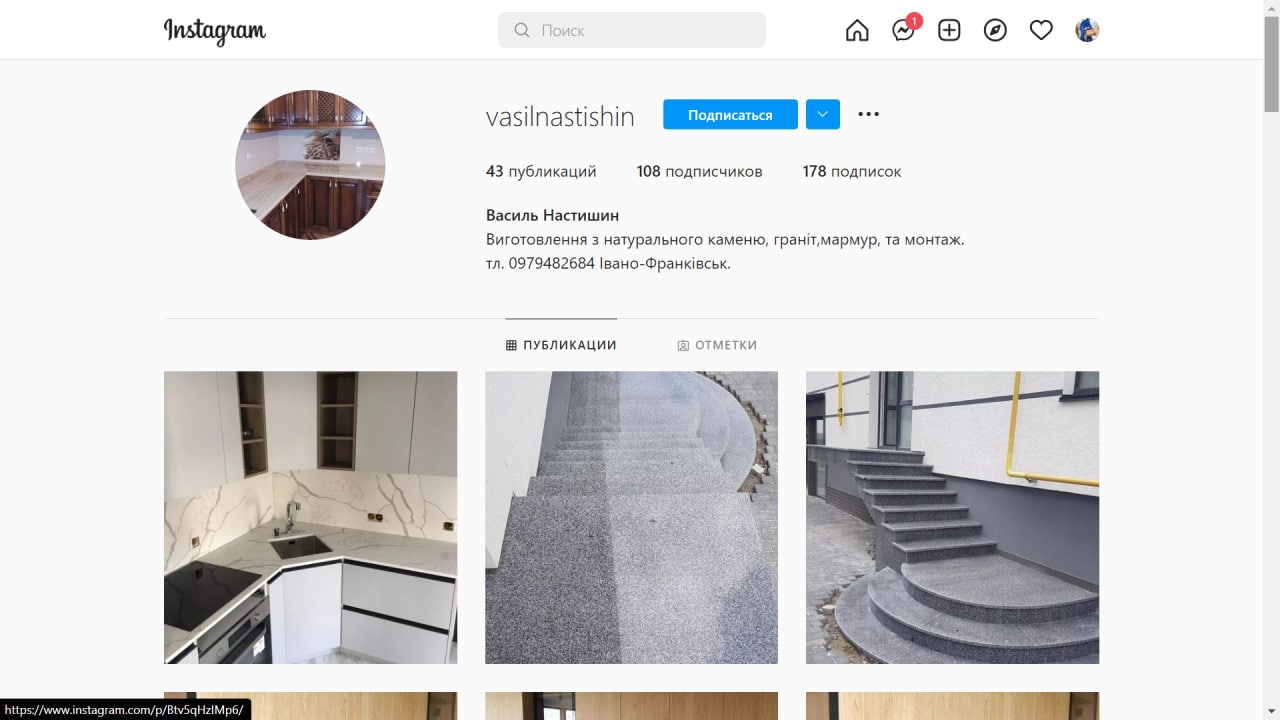 Instagram
Поиск
1
vasilnastishin
Подписаться
43 публикаций 108 подписчиков 178 подписок
Василь Настишин
Виготовлення з натурального каменю, граніт,мармур, та монтаж.
тл. 0979482684 Івано-Франківськ.
ПУБЛИКАЦИИ ОТМЕТКИ
https://www.instagram.com/p/Btv5qHzlMp6/